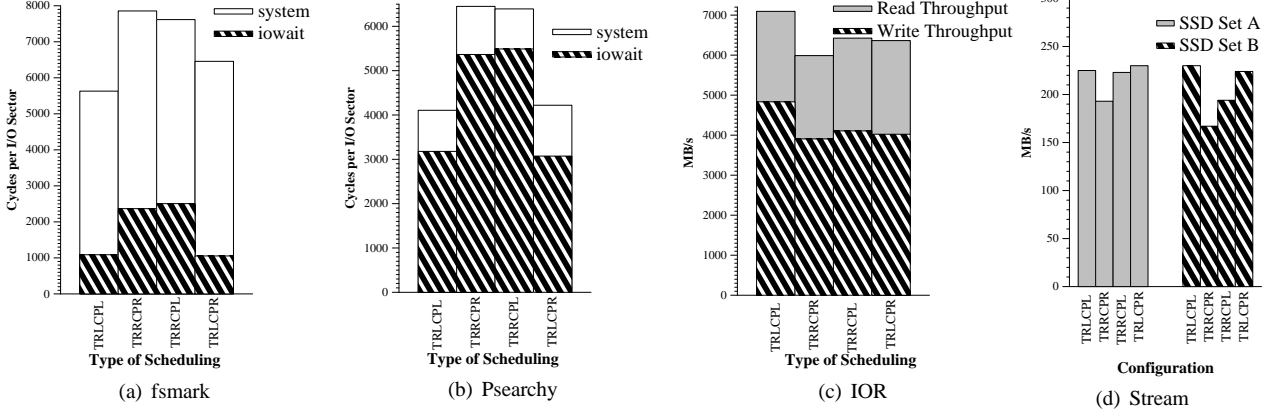 8000
7000
6000
5000
4000
3000
2000
1000
0
Cycles per I/O Sector
system
iowait
TRLCPL
TRRCPR
TRRCPL
TRLCPR
Type of Scheduling
(a) fsmark
6000
5000
4000
3000
2000
1000
0
Cycles per I/O Sector
system
iowait
TRLCPL
TRRCPR
TRRCPL
TRLCPR
Type of Scheduling
(b) Psearchy
7000
6000
5000
4000
3000
2000
1000
0
MB/s
Read Throughput
Write Throughput
TRLCPL
TRRCPR
TRRCPL
TRLCPR
Type of Scheduling
(c) IOR
250
200
150
100
50
0
MB/s
SSD Set A
SSD Set B
TRLCPL
TRRCPR
TRRCPL
TRLCPR
TRLCPL
TRRCPR
TRRCPL
TRLCPR
Configuration
(d) Stream